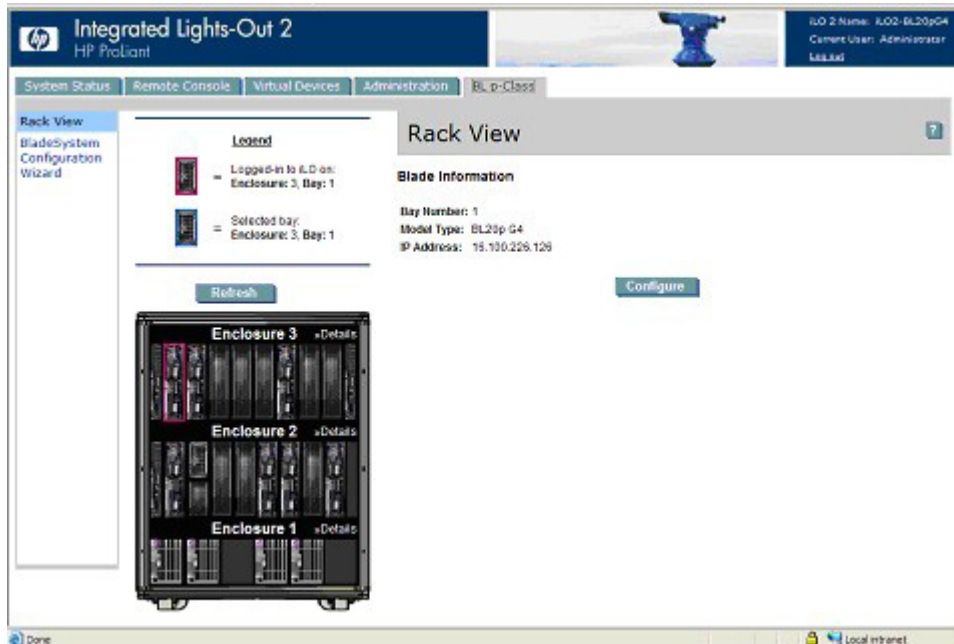 hp
Integrated Lights-Out 2
HP ProLiant
iLO 2 Name: iLO2-BL20pG4
Current User: Administrator
Log out
System Status
Remote Console
Virtual Devices
Administration
BL p-Class
Rack View
BladeSystem
Configuration
Wizard
Legend
= Logged-in to iLO on:
Enclosure: 3, Bay: 1
= Selected bay:
Enclosure: 3, Bay: 1
Refresh
Enclosure 3 »Details
Enclosure 2 »Details
Enclosure 1 »Details
Rack View
?
Blade Information
Bay Number: 1
Model Type: BL20p G4
IP Address: 16.100.226.126
Configure
Done
Local intranet